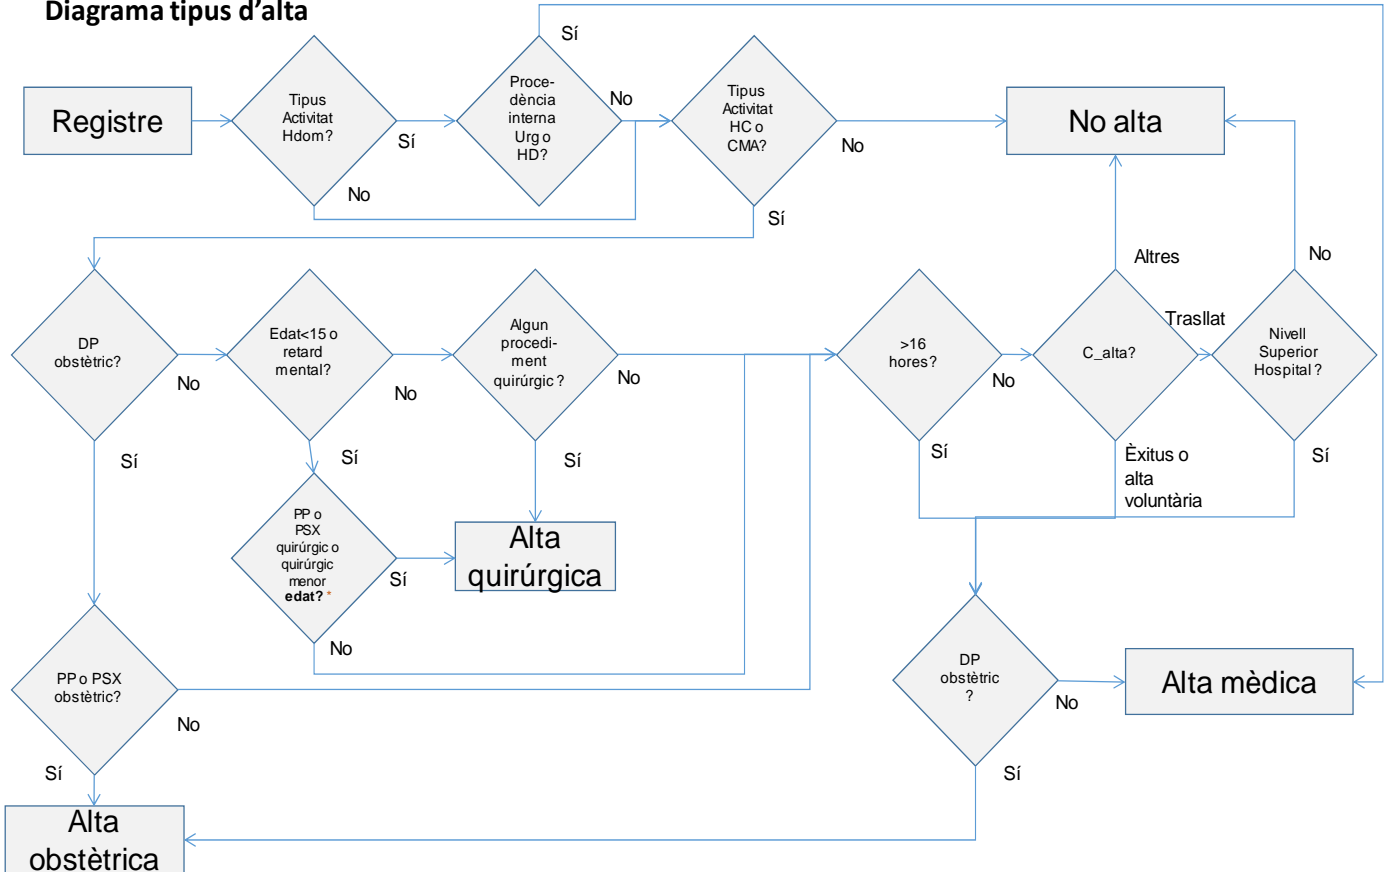 Diagrama tipus d'alta
Registre
Tipus
Activitat
Hdom?
Sí
No
Proce-
dència
interna
Urg o
HD?
Sí
No
Tipus
Activitat
HC o
CMA?
No
Sí
No alta
DP
obstètric?
No
Sí
Edat<15 o
retard
mental?
No
Sí
Algun
procedi-
ment
quirúrgic?
No
Sí
>16
hores?
No
Sí
C_alta?
Altres
Trasllat
Èxitus o
alta
voluntària
Nivell
Superior
Hospital?
No
Sí
PP o
PSX
quirúrgic o
quirúrgic
menor
edat? *
Sí
No
Alta
quirúrgica
PP o PSX
obstètric?
No
Sí
DP
obstètric
?
No
Sí
Alta mèdica
Alta
obstètrica